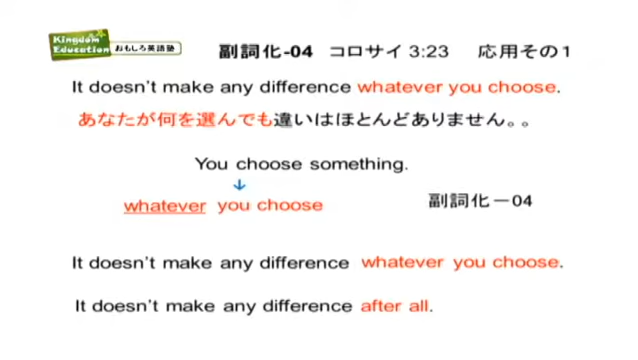 Kingdom
Education おもしろ英語塾
副詞化-04 コロサイ 3:23 応用その1
It doesn't make any difference whatever you choose.
あなたが何を選んでも違いはほとんどありません。。
You choose something.
↓
whatever you choose 副詞化－04
It doesn't make any difference whatever you choose.
It doesn't make any difference after all.